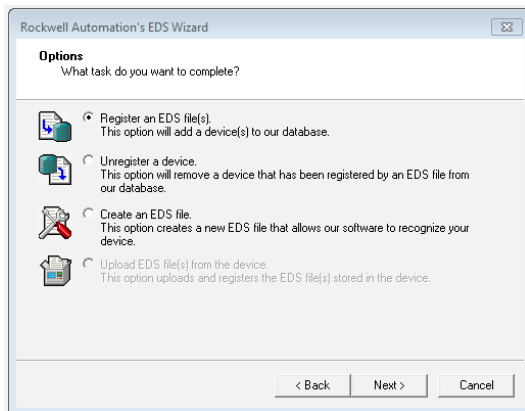 Rockwell Automation's EDS Wizard
Options
What task do you want to complete?
Register an EDS file(s).
This option will add a device(s) to our database.
Unregister a device.
This option will remove a device that has been registered by an EDS file from
our database.
Create an EDS file.
This option creates a new EDS file that allows our software to recognize your
device.
Upload EDS file(s) from the device.
This option uploads and registers the EDS file(s) stored in the device.
< Back
Next >
Cancel